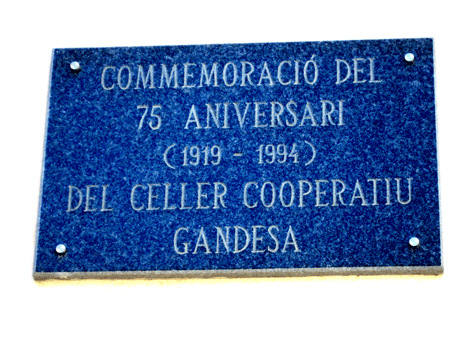 COMMEMORACIÓ DEL
75 ANIVERSARI
(1919 - 1994)
DEL CELLER COOPERATIU
GANDESA